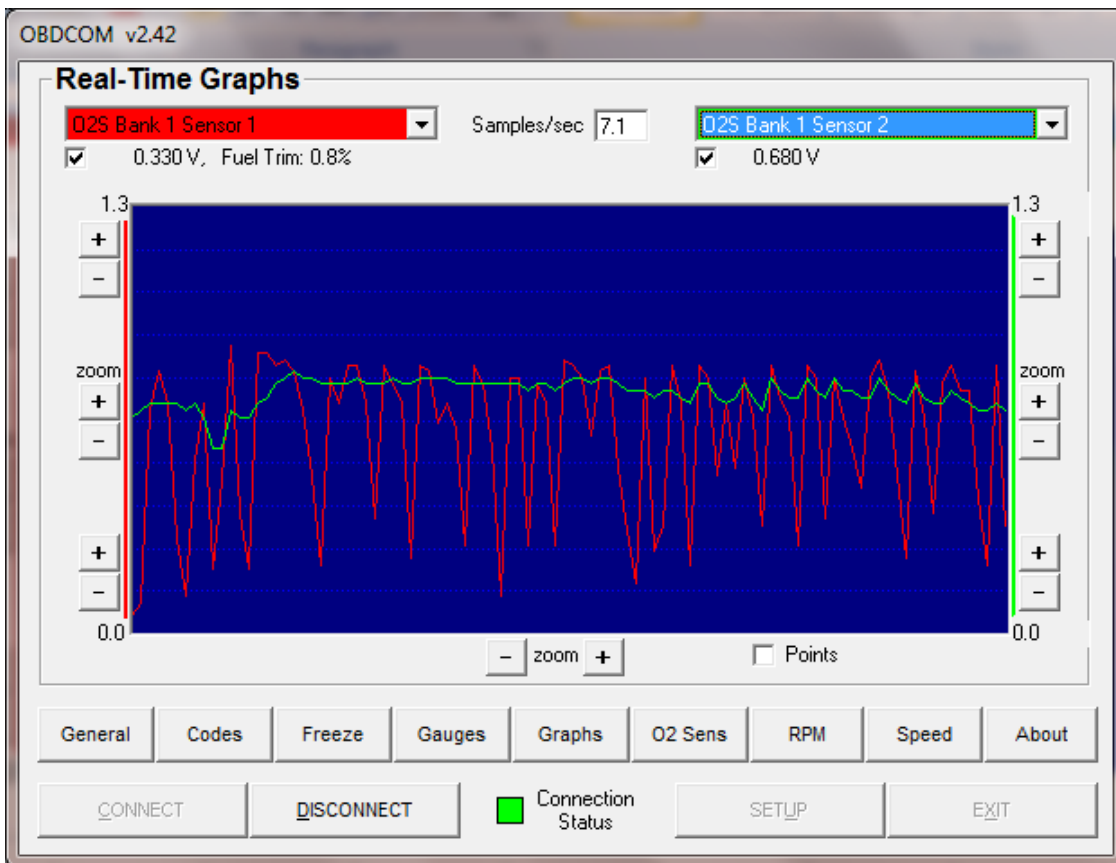 OBDCOM v2.42
Real-Time Graphs
O2S Bank 1 Sensor 1
Samples/sec 7.1
O2S Bank 1 Sensor 2
0.330 V, Fuel Trim: 0.8%
0.680 V
1.3
1.3
+
+
-
-
zoom
zoom
+
+
-
-
+
+
-
-
0.0
0.0
- zoom +
Points
General Codes Freeze Gauges Graphs O2 Sens RPM Speed About
CONNECT DISCONNECT Connection Status SETUP EXIT